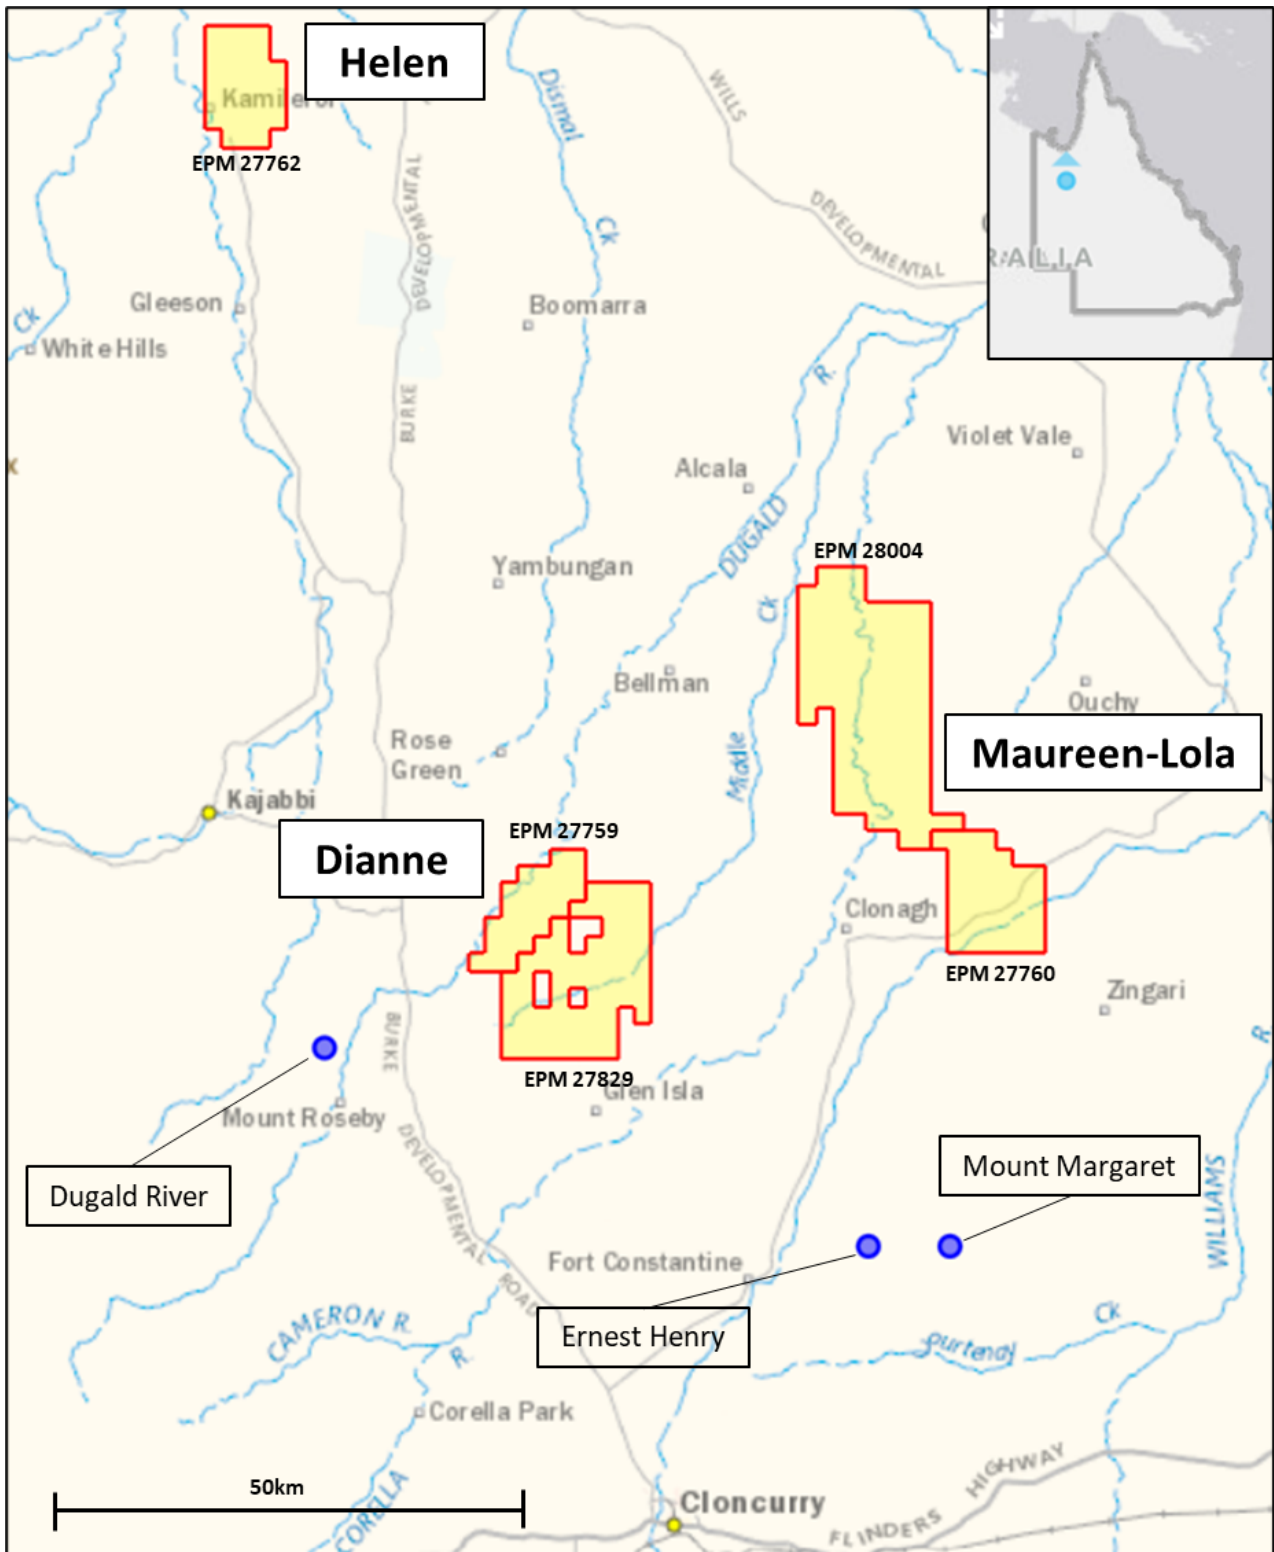 Helen
Kamileroi
EPM 27762
Dismal
Ck
WILLS
DEVELOPMENTAL
DEVELOPMENTAL
BURKE
RAILIA
Gleeson
Boomarra
Ck
White Hills
R.
Violet Vale
Alcala
DUGALD
EPM 28004
Yambungan
Ck
Bellman
Ouchy
Rose
Green
Middle
Maureen-Lola
Kajabbi
EPM 27759
Dianne
Clonagh
EPM 27760
Zingari
BURKE
R
EPM 27829
Glen Isla
Mount Roseby
DEVELOPMENTAL
ROAD
Dugald River
Mount Margaret
WILLIAMS
Fort Constantine
Ernest Henry
CAMERON R.
R.
Ck
ourtenay
Corella Park
CORELLA
50km
Cloncurry
FLINDERS
HIGHWAY